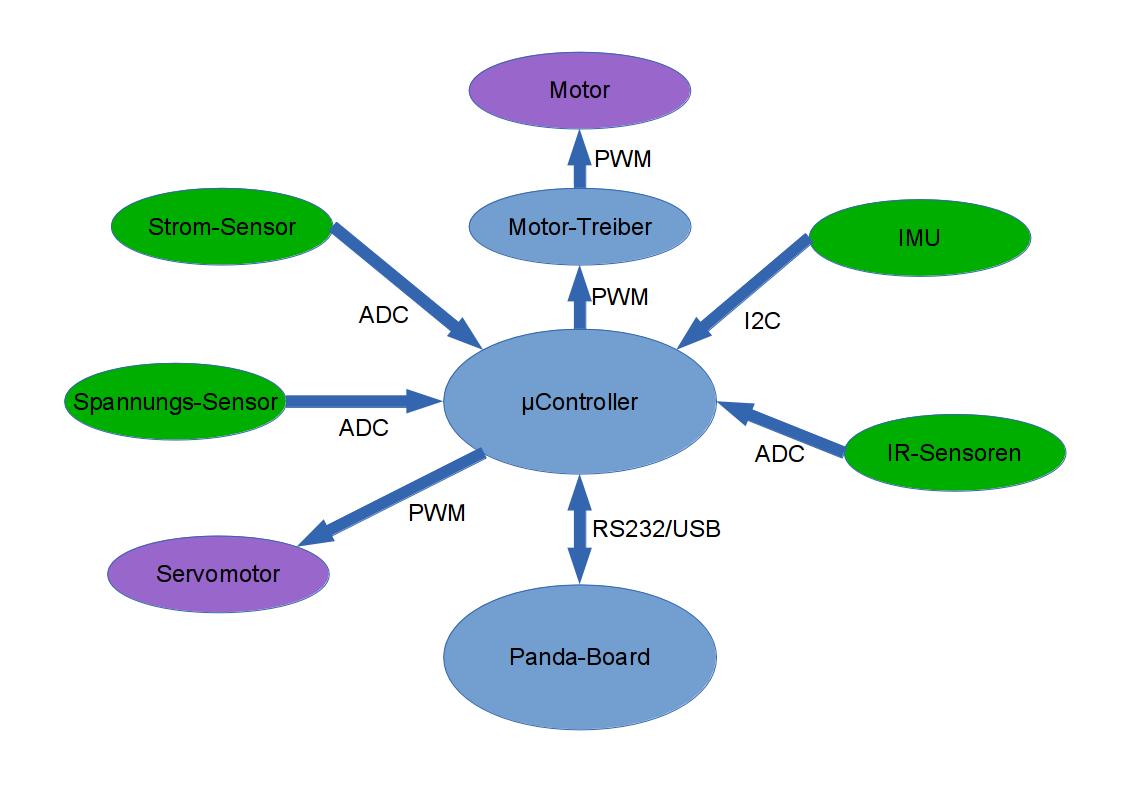 Motor
PWM
Strom-Sensor
Motor-Treiber
IMU
PWM
ADC
I2C
Spannungs-Sensor
µController
ADC
IR-Sensoren
ADC
PWM
RS232/USB
Servomotor
Panda-Board